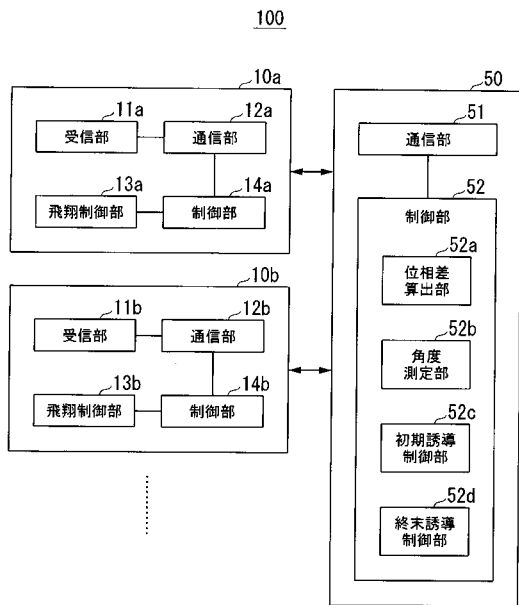 100
10a
11a
受信部
12a
通信部
13a
飛翔制御部
14a
制御部
10b
11b
受信部
12b
通信部
13b
飛翔制御部
14b
制御部
50
51
通信部
52
制御部
52a
位相差
算出部
52b
角度
測定部
52c
初期誘導
制御部
52d
終末誘導
制御部